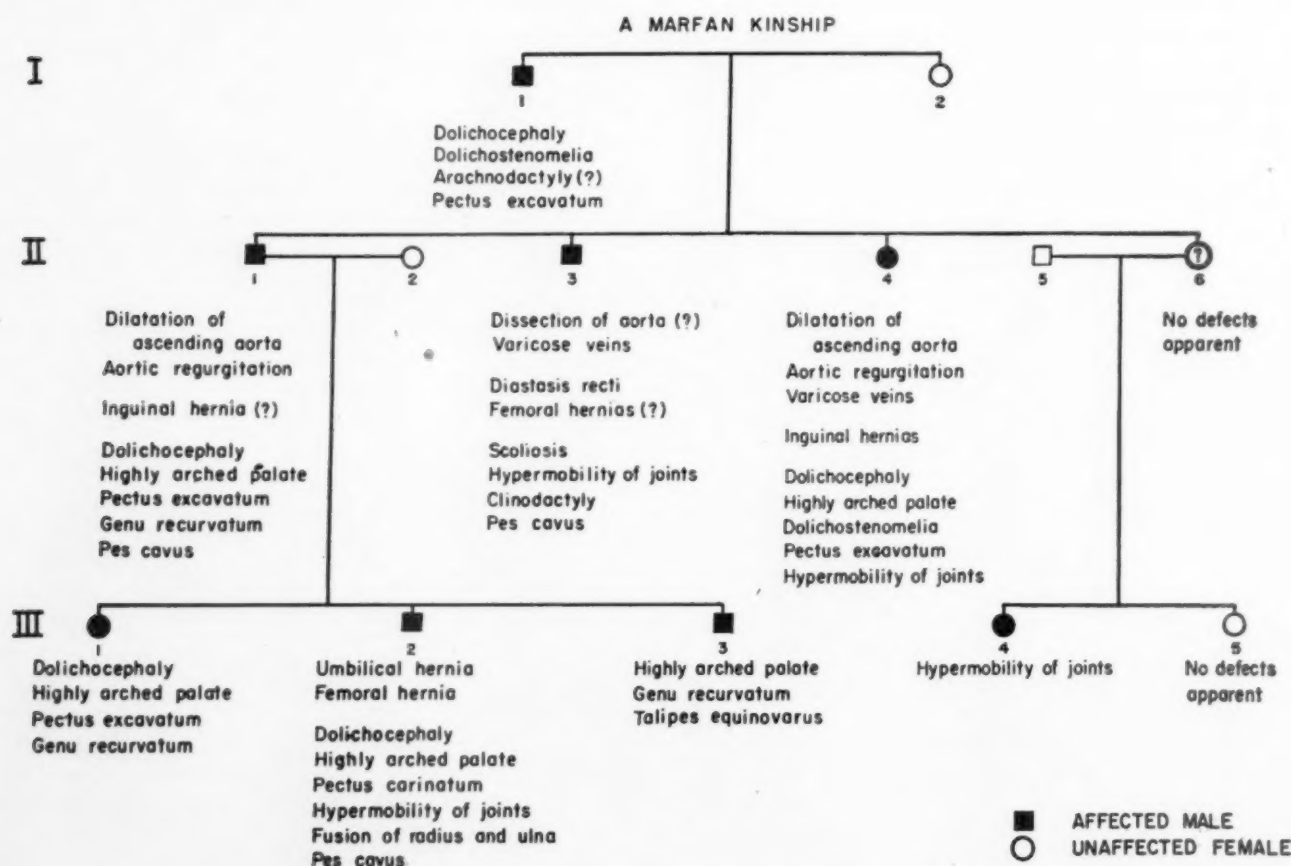 A MARFAN KINSHIP
I
1
2
Dolichocephaly
Dolichostenomelia
Arachnodactyly (?)
Pectus excavatum
II
1
2
3
4
5
?
6
Dilatation of
ascending aorta
Aortic regurgitation
Inguinal hernia (?)
Dolichocephaly
Highly arched palate
Pectus excavatum
Genu recurvatum
Pes cavus
Dissection of aorta (?)
Varicose veins
Diastasis recti
Femoral hernias (?)
Scoliosis
Hypermobility of joints
Clinodactyly
Pes cavus
Dilatation of
ascending aorta
Aortic regurgitation
Varicose veins
Inguinal hernias
Dolichocephaly
Highly arched palate
Dolichostenomelia
Pectus excavatum
Hypermobility of joints
No defects
apparent
III
1
2
3
4
5
Dolichocephaly
Highly arched palate
Pectus excavatum
Genu recurvatum
Umbilical hernia
Femoral hernia
Dolichocephaly
Highly arched palate
Pectus carinatum
Hypermobility of joints
Fusion of radius and ulna
Pes cavus
Highly arched palate
Genu recurvatum
Talipes equinovarus
Hypermobility of joints
No defects
apparent
AFFECTED MALE
UNAFFECTED FEMALE